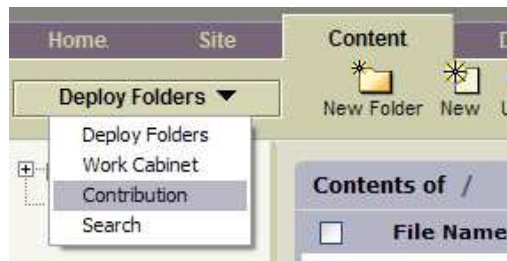 Home Site Content
Deploy Folders
New Folder New
Deploy Folders
Work Cabinet
Contribution
Search
Contents of /
File Name